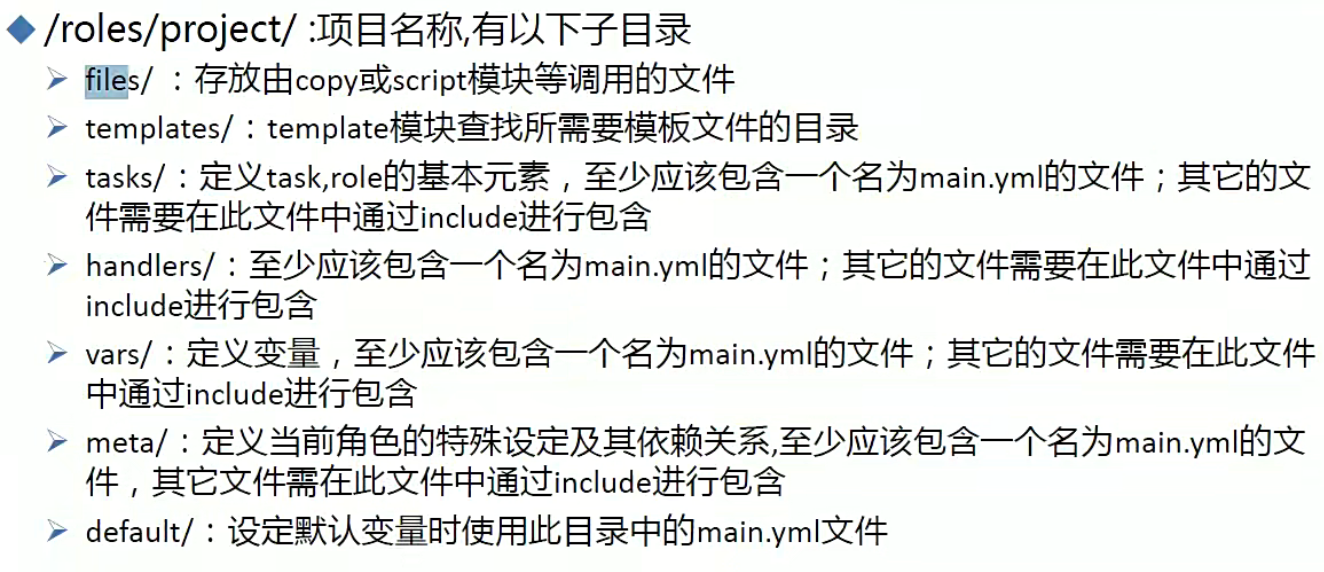 /roles/project/ :项目名称,有以下子目录
files/ ：存放由copy或script模块等调用的文件
templates/：template模块查找所需要模板文件的目录
tasks/：定义task,role的基本元素，至少应该包含一个名为main.yml的文件；其它的文
件需要在此文件中通过include进行包含
handlers/：至少应该包含一个名为main.yml的文件；其它的文件需要在此文件中通过
include进行包含
vars/：定义变量，至少应该包含一个名为main.yml的文件；其它的文件需要在此文件
中通过include进行包含
meta/：定义当前角色的特殊设定及其依赖关系,至少应该包含一个名为main.yml的文
件，其它文件需在此文件中通过include进行包含
default/：设定默认变量时使用此目录中的main.yml文件